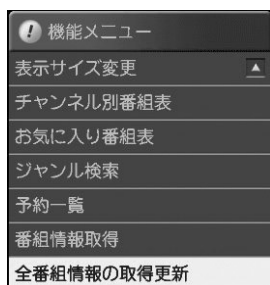 機能メニュー
表示サイズ変更
チャンネル別番組表
お気に入り番組表
ジャンル検索
予約一覧
番組情報取得
全番組情報の取得更新